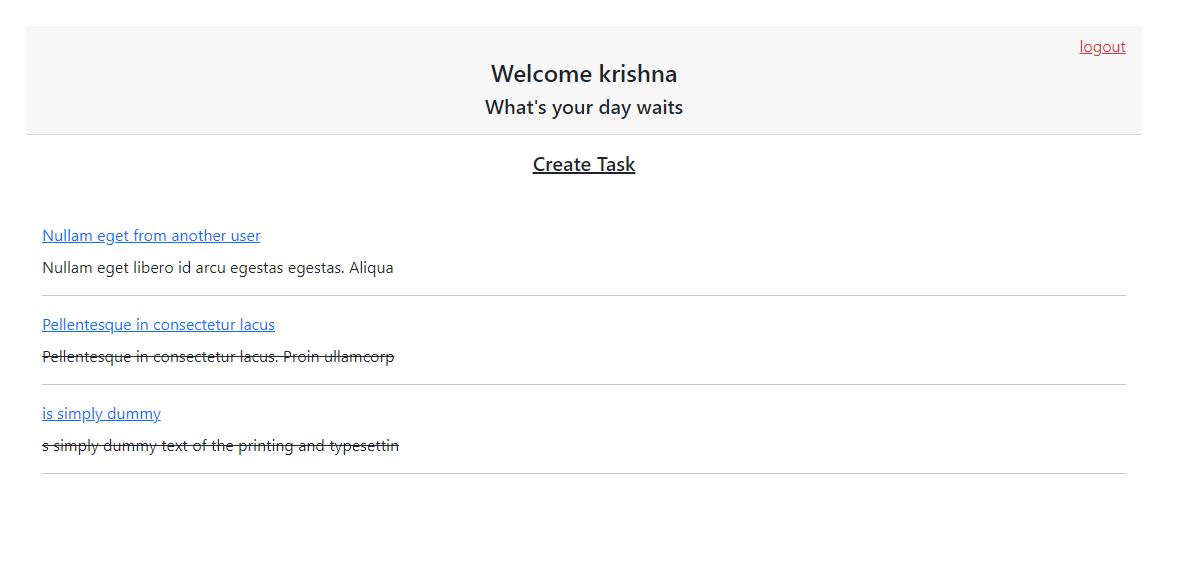 logout
Welcome krishna
What's your day waits
Create Task
Nullam eget from another user
Nullam eget libero id arcu egestas egestas. Aliqua
Pellentesque in consectetur lacus
Pellentesque in consectetur lacus. Proin ullamcorp
is simply dummy
s simply dummy text of the printing and typesettin